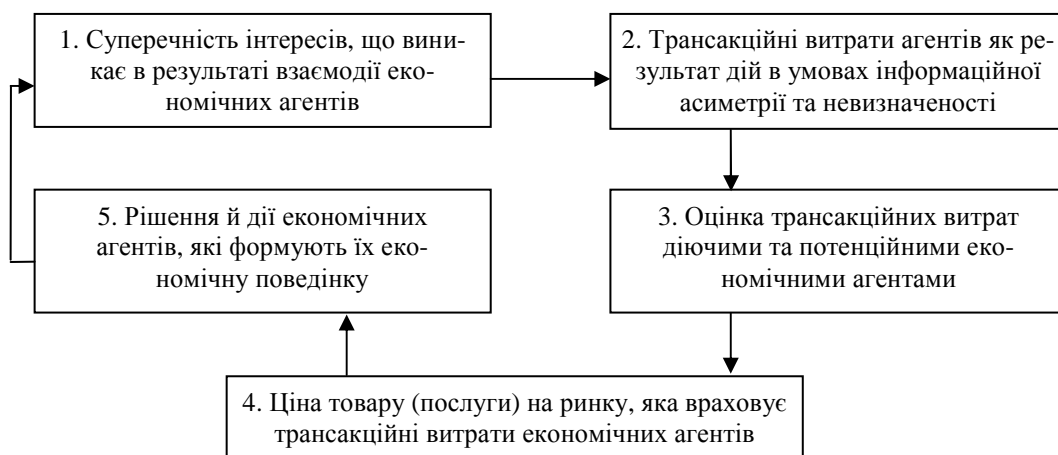 1. Суперечність інтересів, що вини-
кає в результаті взаємодії еко-
номічних агентів
2. Трансакційні витрати агентів як ре-
зультат дій в умовах інформаційної
асиметрії та невизначеності
5. Рішення й дії економічних
агентів, які формують їх еко-
номічну поведінку
3. Оцінка трансакційних витрат
діючими та потенційними еко-
номічними агентами
4. Ціна товару (послуги) на ринку, яка враховує
трансакційні витрати економічних агентів